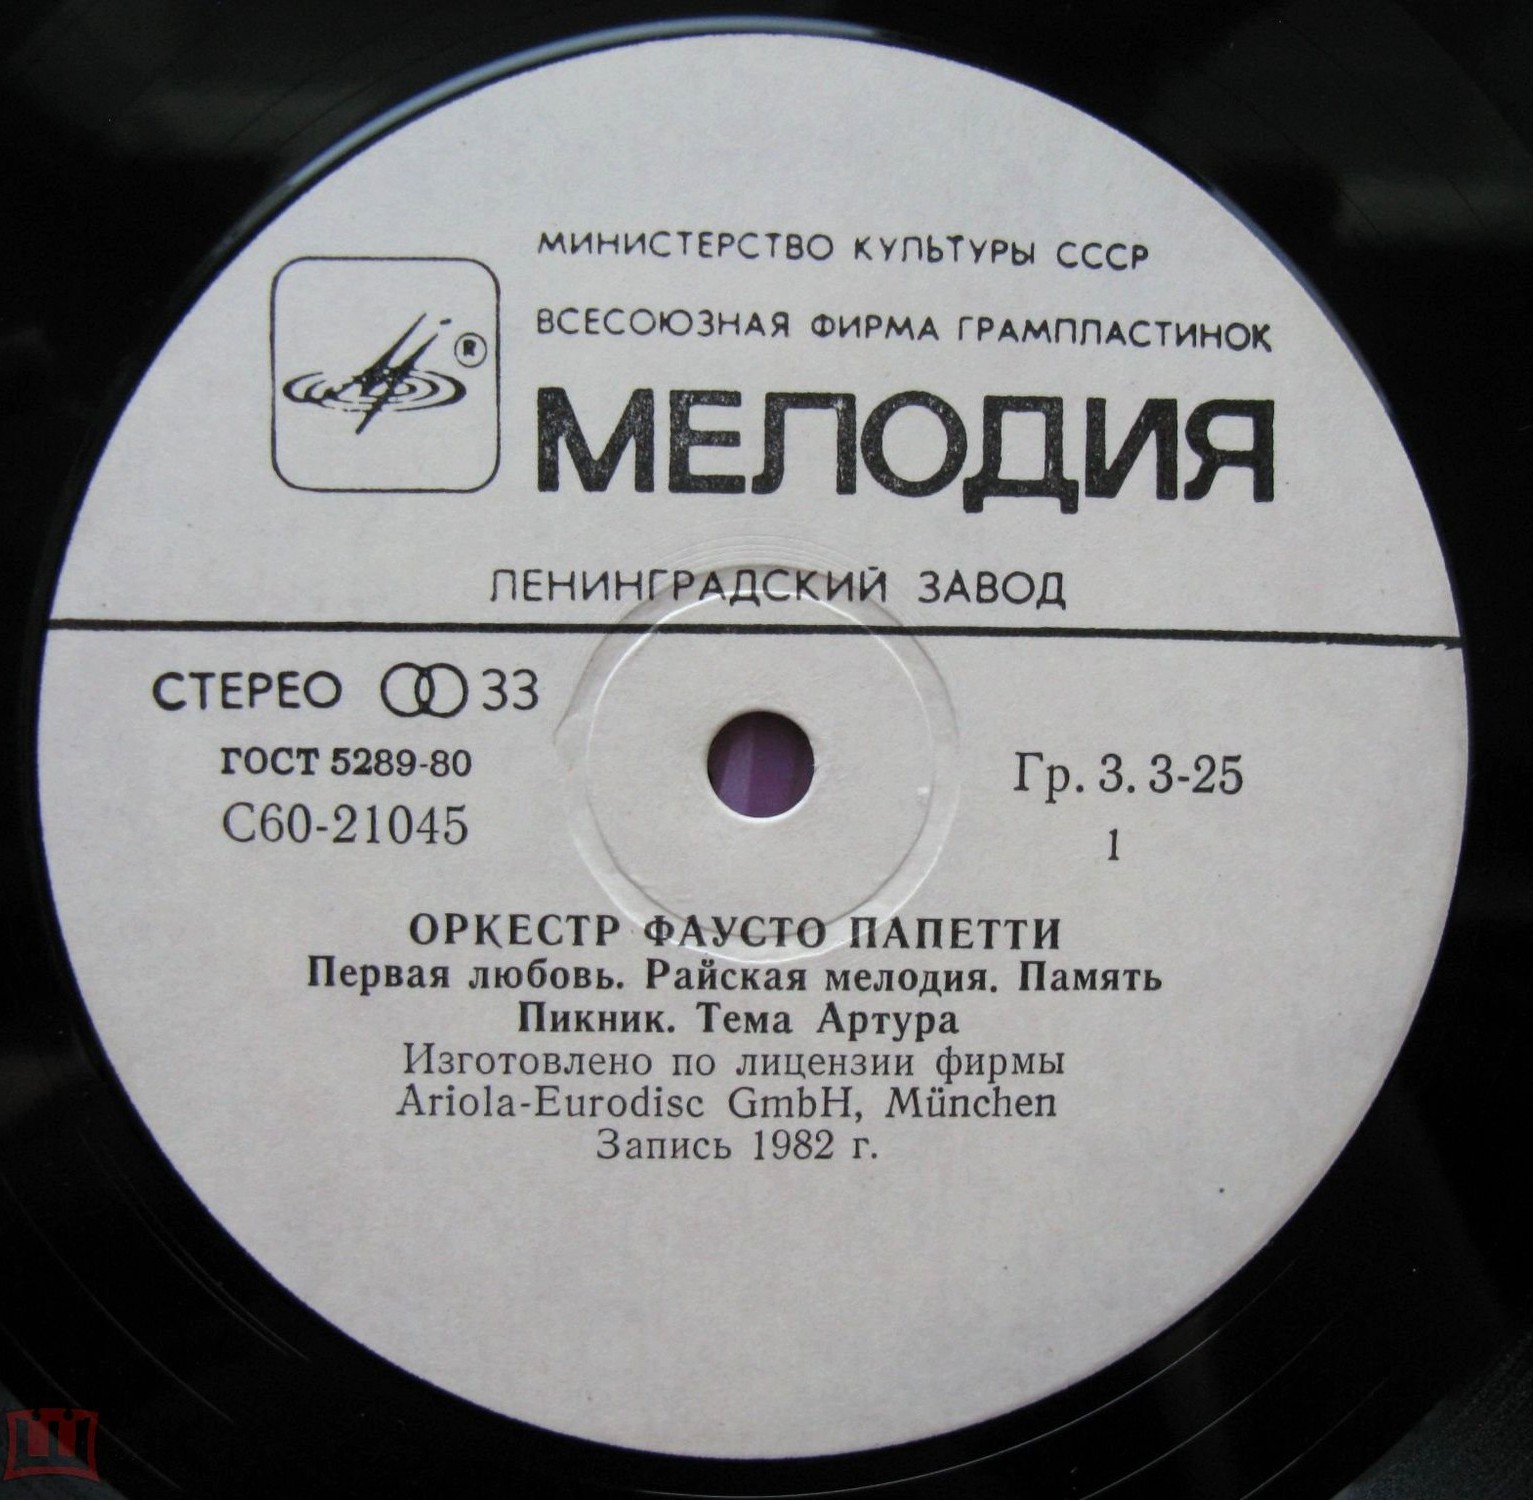 МИНИСТЕРСТВО КУЛЬТУРЫ СССР
ВСЕСОЮЗНАЯ ФИРМА ГРАМПЛАСТИНОК
®
МЕЛОДИЯ
ЛЕНИНГРАДСКИЙ ЗАВОД
СТЕРЕО 33
ГОСТ 5289-80
С60-21045
Гр. 3. 3-25
1
ОРКЕСТР ФАУСТО ПАПЕТТИ
Первая любовь. Райская мелодия. Память
Пикник. Тема Артура
Изготовлено по лицензии фирмы
Ariola-Eurodisc GmbH, München
Запись 1982 г.